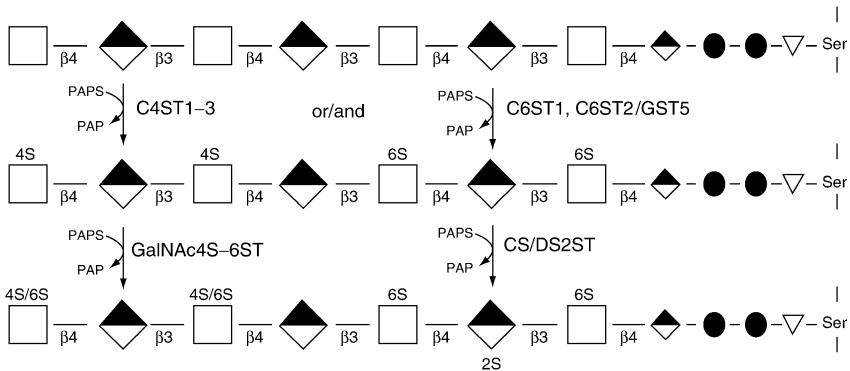 Ser
β4 β3 β4 β3 β4 β3 β4
PAPS C4ST1–3 or/and PAPS C6ST1, C6ST2/GST5
PAP PAP
4S 4S 6S 6S
Ser
β4 β3 β4 β3 β4 β3 β4
PAPS GalNAc4S–6ST PAPS CS/DS2ST
PAP PAP
4S/6S 4S/6S 6S 6S
Ser
β4 β3 β4 β3 β4 β3 β4
2S